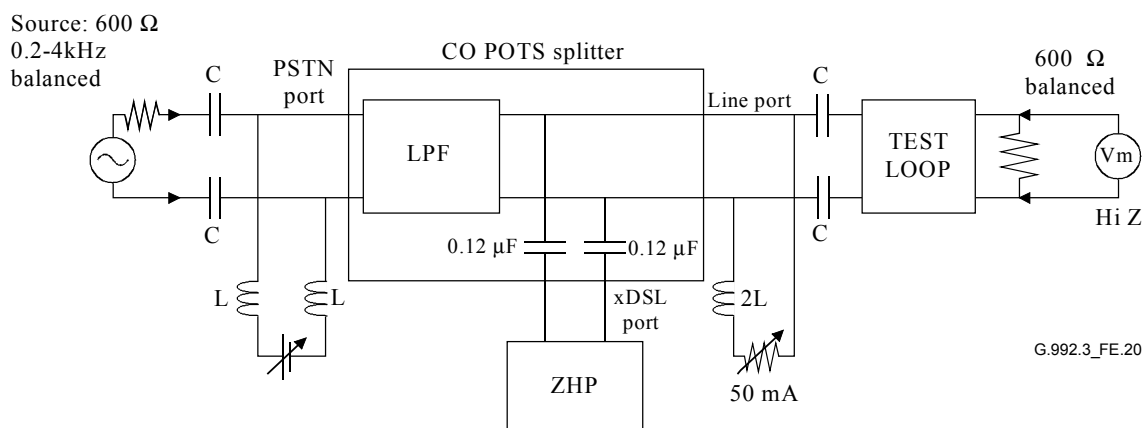 Source: 600 Ω
0.2-4kHz
balanced
CO POTS splitter
600 Ω
balanced
C
PSTN
port
Line port
C
LPF
TEST
LOOP
Vm
C
C
Hi Z
0.12 μF
0.12 μF
L
L
xDSL
port
2L
G.992.3_FE.20
ZHP
50 mA